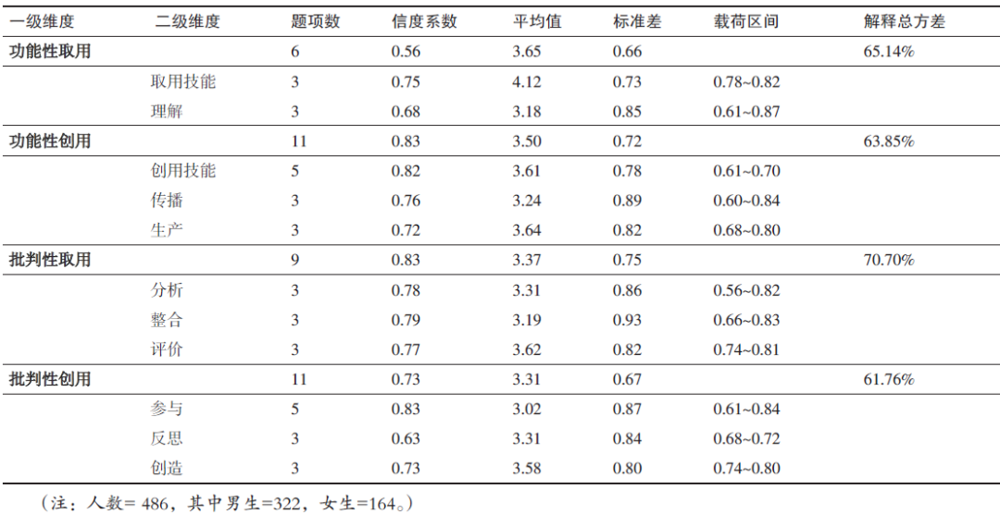 一级维度 二级维度 题项数 信度系数 平均值 标准差 载荷区间 解释总方差
功能性取用 6 0.56 3.65 0.66 65.14%
取用技能 3 0.75 4.12 0.73 0.78~0.82
理解 3 0.68 3.18 0.85 0.61~0.87
功能性创用 11 0.83 3.50 0.72 63.85%
创用技能 5 0.82 3.61 0.78 0.61~0.70
传播 3 0.76 3.24 0.89 0.60~0.84
生产 3 0.72 3.64 0.82 0.68~0.80
批判性取用 9 0.83 3.37 0.75 70.70%
分析 3 0.78 3.31 0.86 0.56~0.82
整合 3 0.79 3.19 0.93 0.66~0.83
评价 3 0.77 3.62 0.82 0.74~0.81
批判性创用 11 0.73 3.31 0.67 61.76%
参与 5 0.83 3.02 0.87 0.61~0.84
反思 3 0.63 3.31 0.84 0.68~0.72
创造 3 0.73 3.58 0.80 0.74~0.80
（注：人数= 486，其中男生=322，女生=164。）